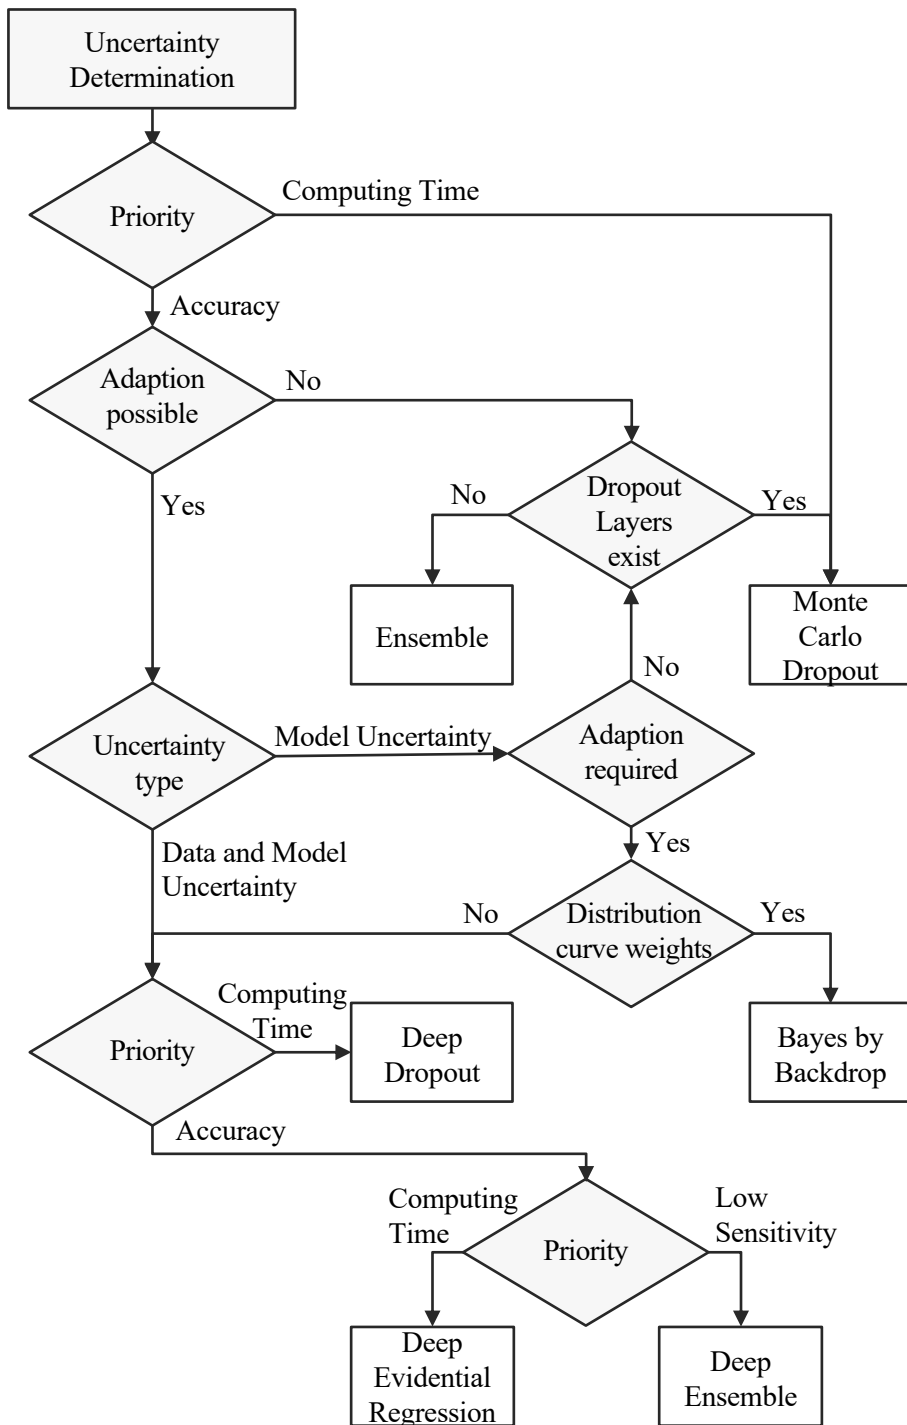 Uncertainty
Determination
Computing Time
Priority
Accuracy
Adaption
possible
No
Yes
No
Dropout
Layers
exist
Yes
Ensemble
Monte
Carlo
Dropout
No
Uncertainty
type
Model Uncertainty
Adaption
required
Data and Model
Uncertainty
Yes
No
Distribution
curve weights
Yes
Computing
Time
Priority
Deep
Dropout
Bayes by
Backdrop
Accuracy
Computing
Time
Priority
Low
Sensitivity
Deep
Evidential
Regression
Deep
Ensemble